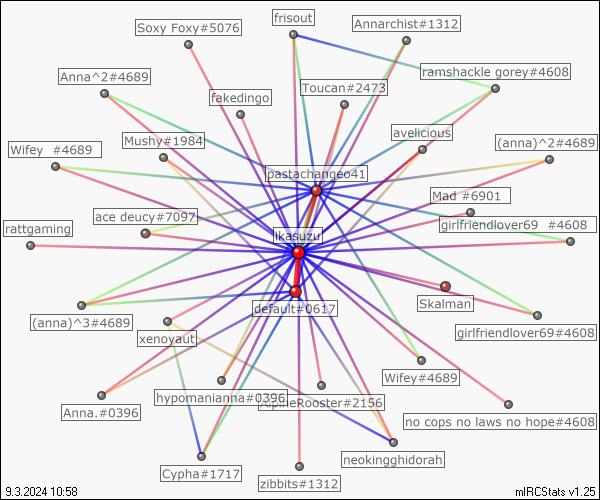 frisout
Annarchist#1312
Soxy Foxy#5076
ramshackle gorey#4608
Anna^2#4689
Toucan#2473
fakedingo
avelicious
Mushy#1984
(anna)^2#4689
Wifey #4689
pastachangeo41
Mad #6901
ace deucy#7097
girlfriendlover69 #4608
rattgaming
ikasuzu
Skalman
default#0617
(anna)^3#4689
girlfriendlover69#4608
xenoyaut
Wifey#4689
hypomanianna#0396
AlpineRooster#2156
Anna.#0396
no cops no laws no hope#4608
neokingghidorah
Cypha#1717
zibbits#1312
9.3.2024 10:58
mIRCStats v1.25